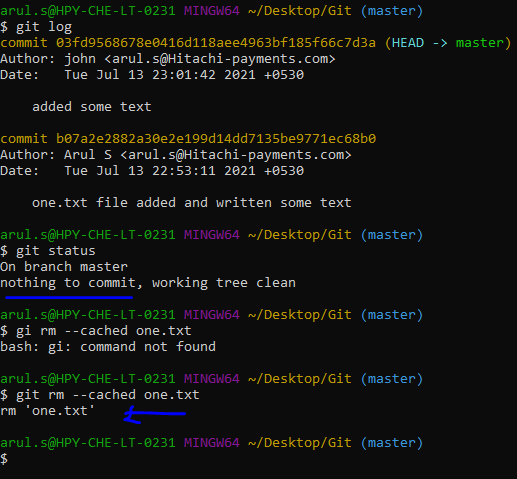 arul.s@HPY-CHE-LT-0231 MINGW64 ~/Desktop/Git (master)
$ git log
commit 03fd9568678e0416d118aee4963bf185f66c7d3a (HEAD -> master)
Author: john <arul.s@Hitachi-payments.com>
Date:   Tue Jul 13 23:01:42 2021 +0530
added some text
commit b07a2e2882a30e2e199d14dd7135be9771ec68b0
Author: Arul S <arul.s@Hitachi-payments.com>
Date:   Tue Jul 13 22:53:11 2021 +0530
one.txt file added and written some text
arul.s@HPY-CHE-LT-0231 MINGW64 ~/Desktop/Git (master)
$ git status
On branch master
nothing to commit, working tree clean
arul.s@HPY-CHE-LT-0231 MINGW64 ~/Desktop/Git (master)
$ gi rm --cached one.txt
bash: gi: command not found
arul.s@HPY-CHE-LT-0231 MINGW64 ~/Desktop/Git (master)
$ git rm --cached one.txt
rm 'one.txt'
arul.s@HPY-CHE-LT-0231 MINGW64 ~/Desktop/Git (master)
$